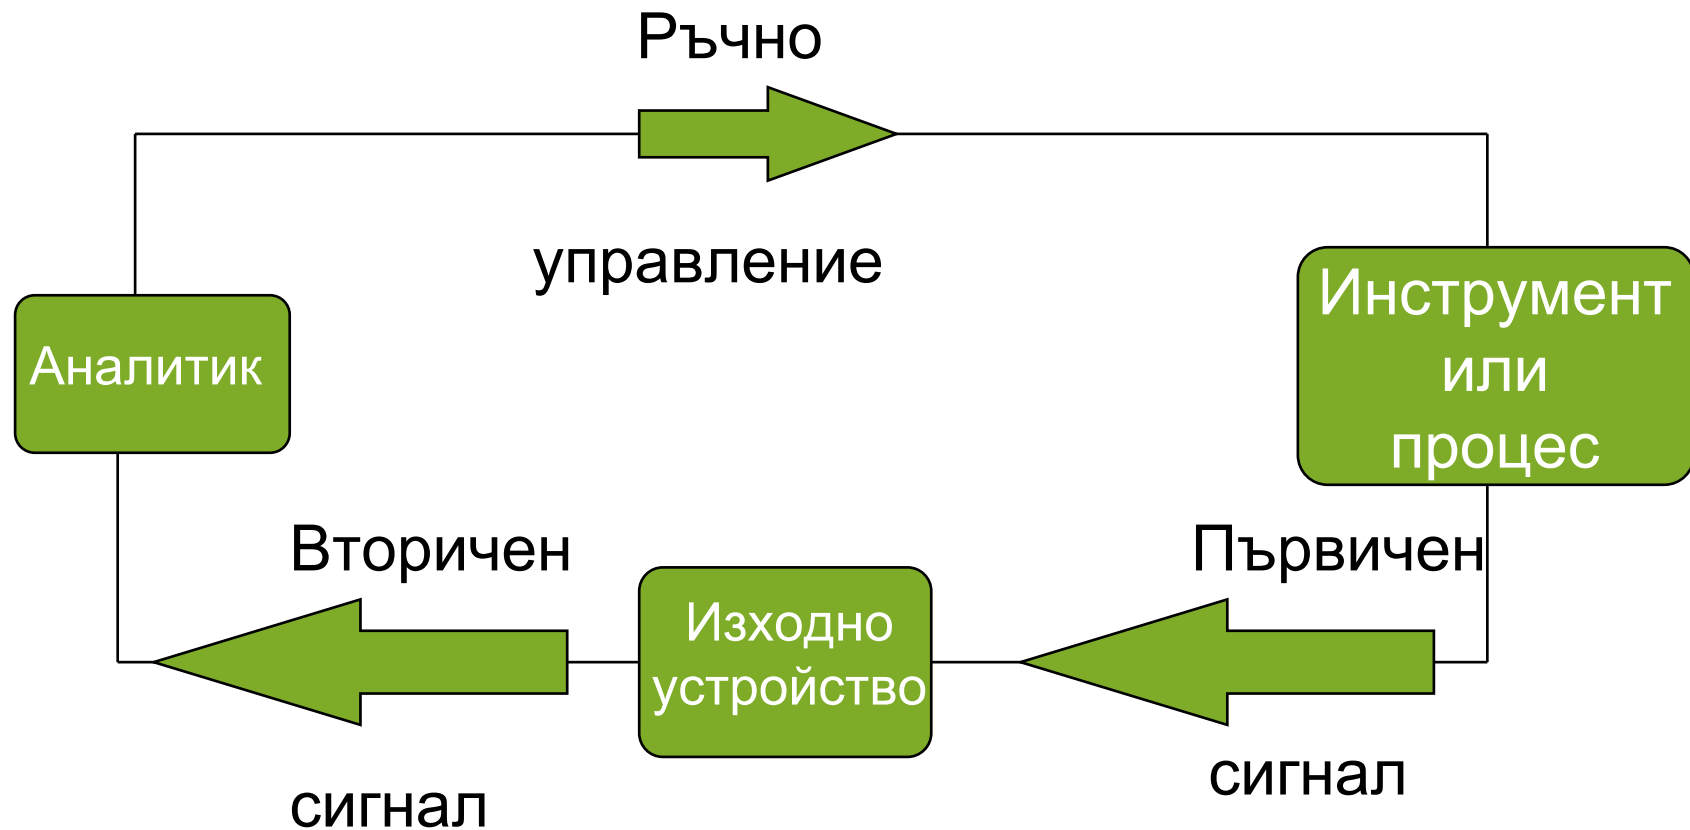 Ръчно
управление
Аналитик
Инструмент
или
процес
Вторичен
сигнал
Изходно
устройство
Първичен
сигнал